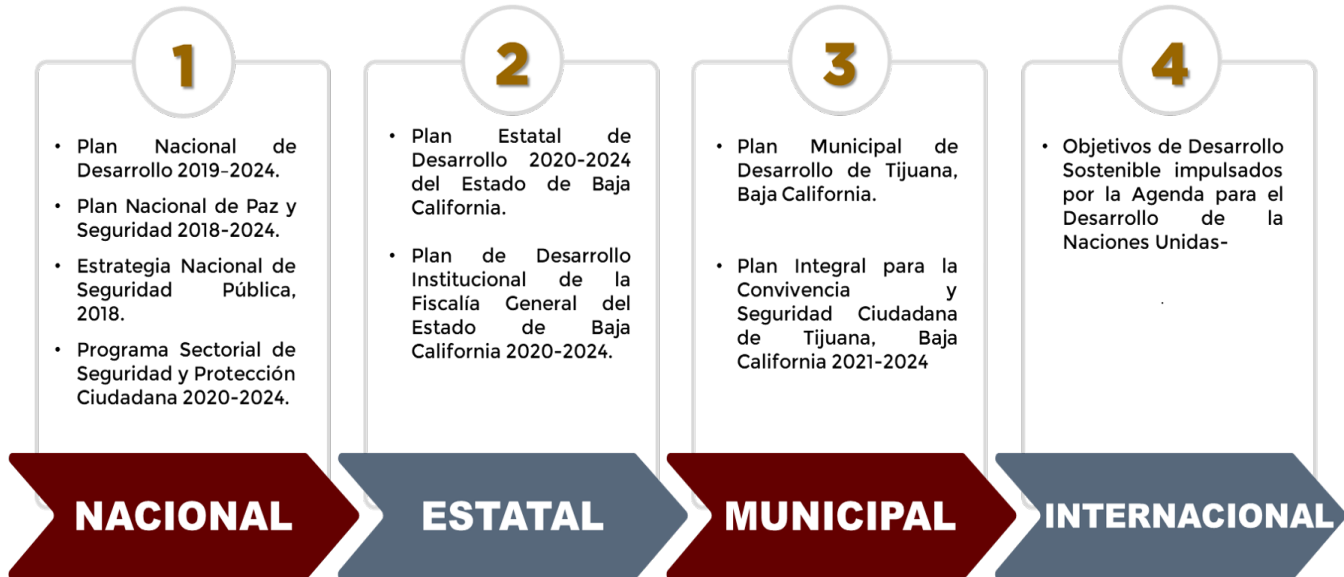 1
• Plan Nacional de
Desarrollo 2019–2024.
• Plan Nacional de Paz y
Seguridad 2018-2024.
• Estrategia Nacional de
Seguridad Pública,
2018.
• Programa Sectorial de
Seguridad y Protección
Ciudadana 2020-2024.
NACIONAL
2
• Plan Estatal de
Desarrollo 2020-2024
del Estado de Baja
California.
• Plan de Desarrollo
Institucional de la
Fiscalía General del
Estado de Baja
California 2020-2024.
ESTATAL
3
• Plan Municipal de
Desarrollo de Tijuana,
Baja California.
• Plan Integral para la
Convivencia y
Seguridad Ciudadana
de Tijuana, Baja
California 2021-2024
MUNICIPAL
4
• Objetivos de Desarrollo
Sostenible impulsados
por la Agenda para el
Desarrollo de la
Naciones Unidas-
.
INTERNACIONAL